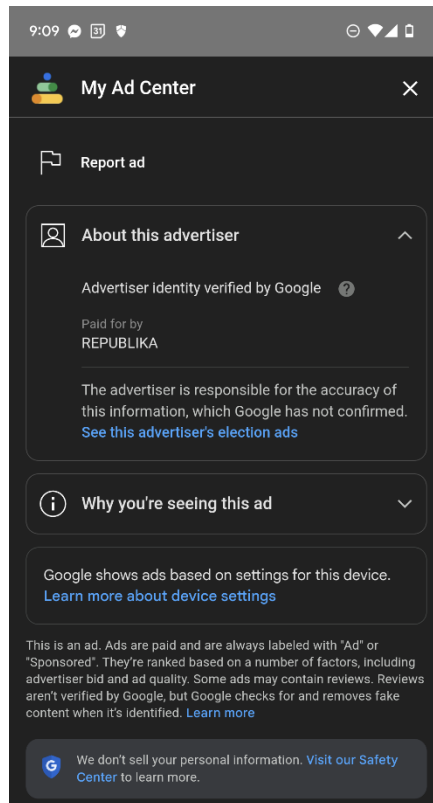 9:09 31
My Ad Center
Report ad
About this advertiser
Advertiser identity verified by Google ?
Paid for by
REPUBLIKA
The advertiser is responsible for the accuracy of
this information, which Google has not confirmed.
See this advertiser's election ads
Why you're seeing this ad
Google shows ads based on settings for this device.
Learn more about device settings
This is an ad. Ads are paid and are always labeled with "Ad" or
"Sponsored". They're ranked based on a number of factors, including
advertiser bid and ad quality. Some ads may contain reviews. Reviews
aren't verified by Google, but Google checks for and removes fake
content when it's identified. Learn more
G We don't sell your personal information. Visit our Safety
Center to learn more.